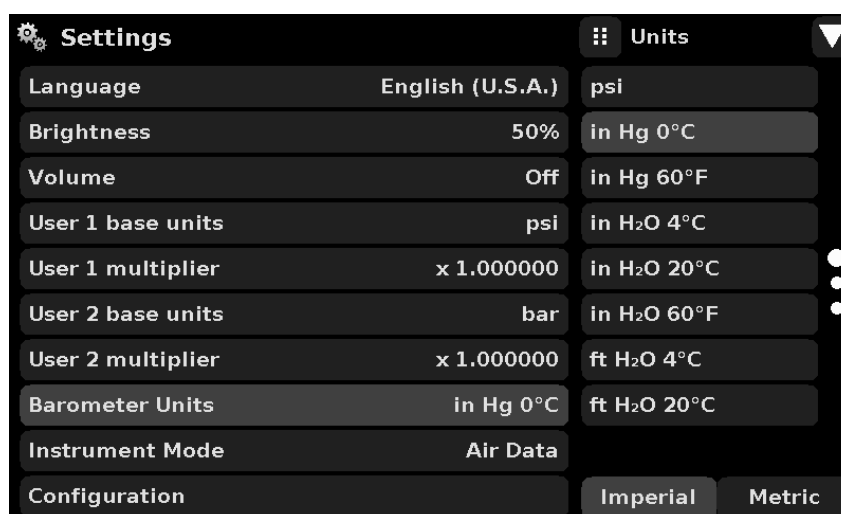 Settings
Language English (U.S.A.)
Brightness 50%
Volume Off
User 1 base units psi
User 1 multiplier x 1.000000
User 2 base units bar
User 2 multiplier x 1.000000
Barometer Units in Hg 0°C
Instrument Mode Air Data
Configuration
Units
psi
in Hg 0°C
in Hg 60°F
in H₂O 4°C
in H₂O 20°C
in H₂O 60°F
ft H₂O 4°C
ft H₂O 20°C
Imperial Metric